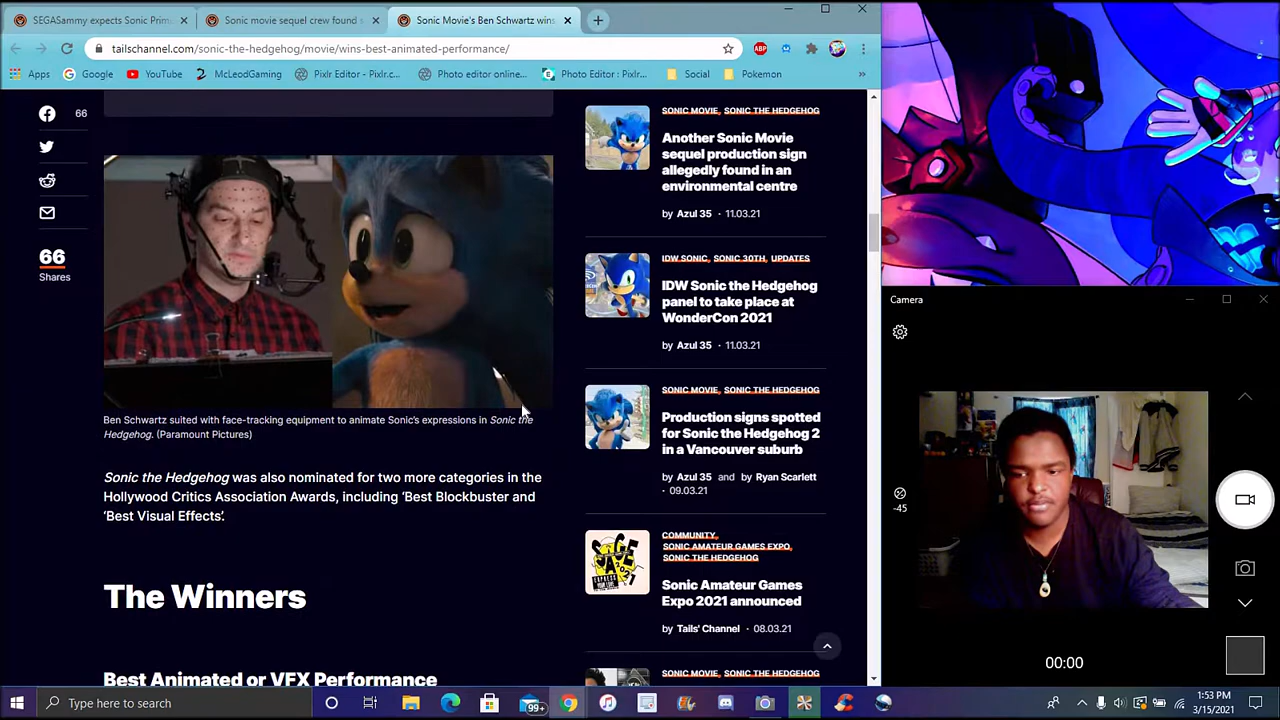 SEGASammy expects Sonic Prim
Sonic movie sequel crew found s
Sonic Movie's Ben Schwartz wins
tailschannel.com/sonic-the-hedgehog/movie/wins-best-animated-performance/
ABP
Apps
Google
YouTube
McLeodGaming
Pixlr Editor - Pixlr.c...
Photo editor online...
Photo Editor : Pixlr...
Social
Pokemon
»
66
66
Shares
Ben Schwartz suited with face-tracking equipment to animate Sonic's expressions in Sonic the
Hedgehog. (Paramount Pictures)
Sonic the Hedgehog was also nominated for two more categories in the
Hollywood Critics Association Awards, including ‘Best Blockbuster and
‘Best Visual Effects’.
The Winners
Best Animated or VFX Performance
SONIC MOVIE, SONIC THE HEDGEHOG
Another Sonic Movie
sequel production sign
allegedly found in an
environmental centre
by Azul 35 · 11.03.21
IDW SONIC, SONIC 30TH, UPDATES
IDW Sonic the Hedgehog
panel to take place at
WonderCon 2021
by Azul 35 · 11.03.21
SONIC MOVIE, SONIC THE HEDGEHOG
Production signs spotted
for Sonic the Hedgehog 2
in a Vancouver suburb
by Azul 35 and by Ryan Scarlett
· 09.03.21
COMMUNITY,
SONIC AMATEUR GAMES EXPO,
SONIC THE HEDGEHOG
Sonic Amateur Games
Expo 2021 announced
by Tails' Channel · 08.03.21
SONIC MOVIE, SONIC THE HEDGEHOG
Camera
-45
00:00
Type here to search
99+
1:53 PM
3/15/2021